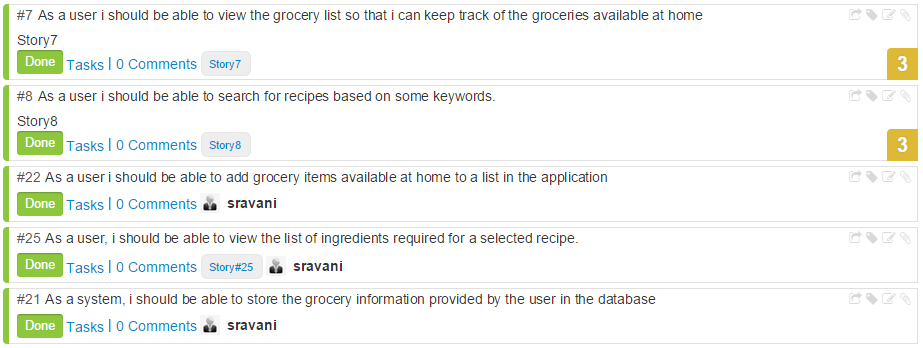 #7 As a user i should be able to view the grocery list so that i can keep track of the groceries available at home
Story7
Done Tasks | 0 Comments Story7
3
#8 As a user i should be able to search for recipes based on some keywords.
Story8
Done Tasks | 0 Comments Story8
3
#22 As a user i should be able to add grocery items available at home to a list in the application
Done Tasks | 0 Comments sravani
#25 As a user, i should be able to view the list of ingredients required for a selected recipe.
Done Tasks | 0 Comments Story#25 sravani
#21 As a system, i should be able to store the grocery information provided by the user in the database
Done Tasks | 0 Comments sravani